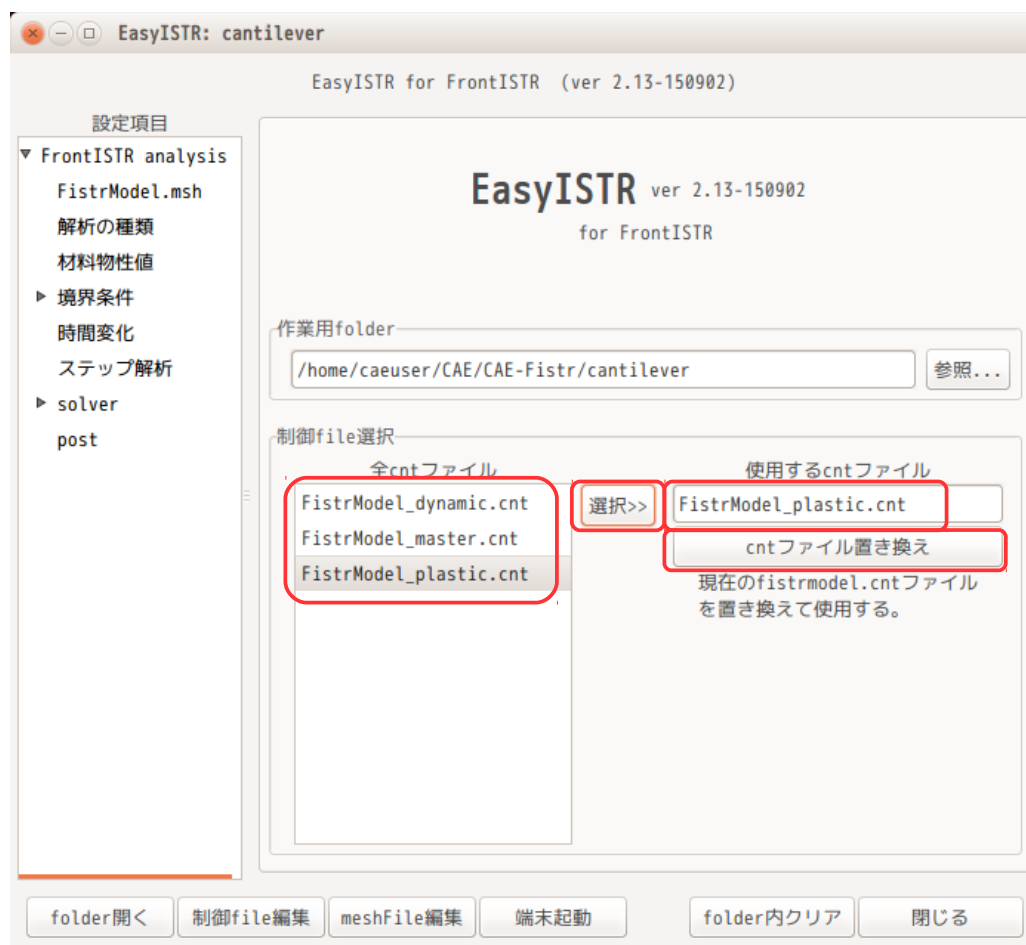 EasyISTR: cantilever
EasyISTR for FrontISTR (ver 2.13-150902)
設定項目
FrontISTR analysis
FistrModel.msh
解析の種類
材料物性値
境界条件
時間変化
ステップ解析
solver
post
EasyISTR ver 2.13-150902
for FrontISTR
作業用folder
/home/caeuser/CAE/CAE-Fistr/cantilever
参照...
制御file選択
全cntファイル
FistrModel_dynamic.cnt
FistrModel_master.cnt
FistrModel_plastic.cnt
選択>>
使用するcntファイル
FistrModel_plastic.cnt
cntファイル置き換え
現在のfistrmodel.cntファイル
を置き換えて使用する。
folder開く
制御file編集
meshFile編集
端末起動
folder内クリア
閉じる